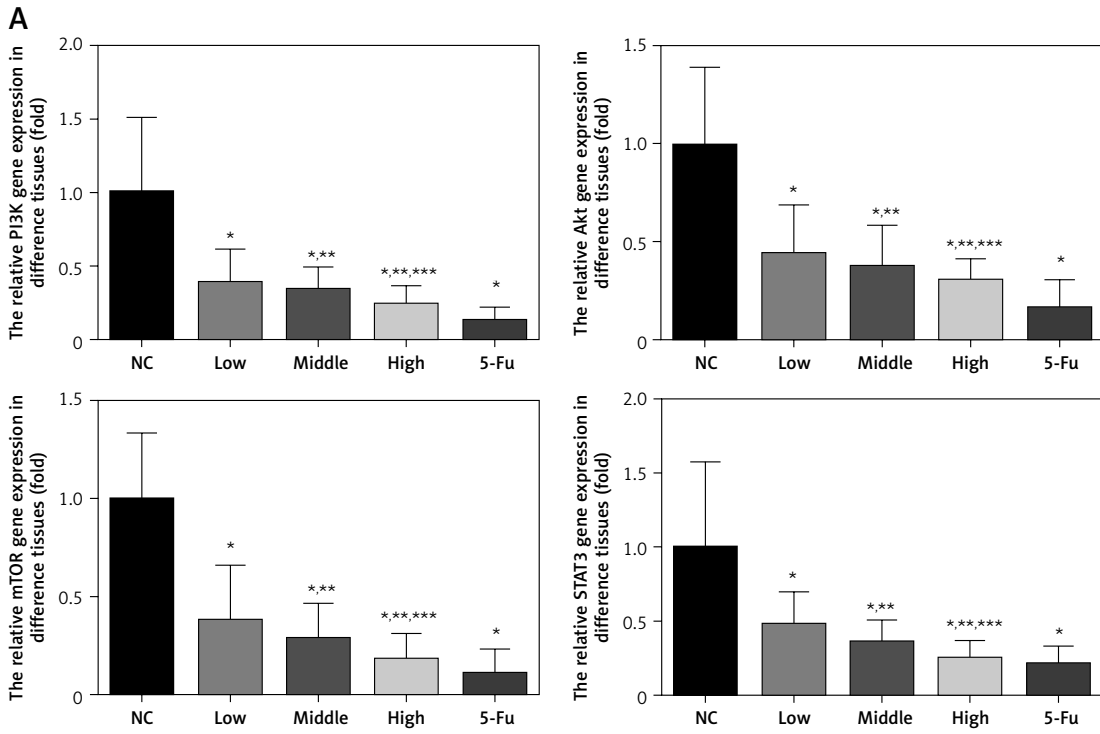 A
The relative PI3K gene expression in
difference tissues (fold)
2.0
1.5
1.0
0.5
0
*
*,**
*,**,***
*
NC Low Middle High 5-Fu
The relative Akt gene expression in
difference tissues (fold)
1.5
1.0
0.5
0
*
*,**
*,**,***
*
NC Low Middle High 5-Fu
The relative mTOR gene expression in
difference tissues (fold)
1.5
1.0
0.5
0
*
*,**
*,**,***
*
NC Low Middle High 5-Fu
The relative STAT3 gene expression in
difference tissues (fold)
2.0
1.5
1.0
0.5
0
*
*,**
*,**,***
*
NC Low Middle High 5-Fu